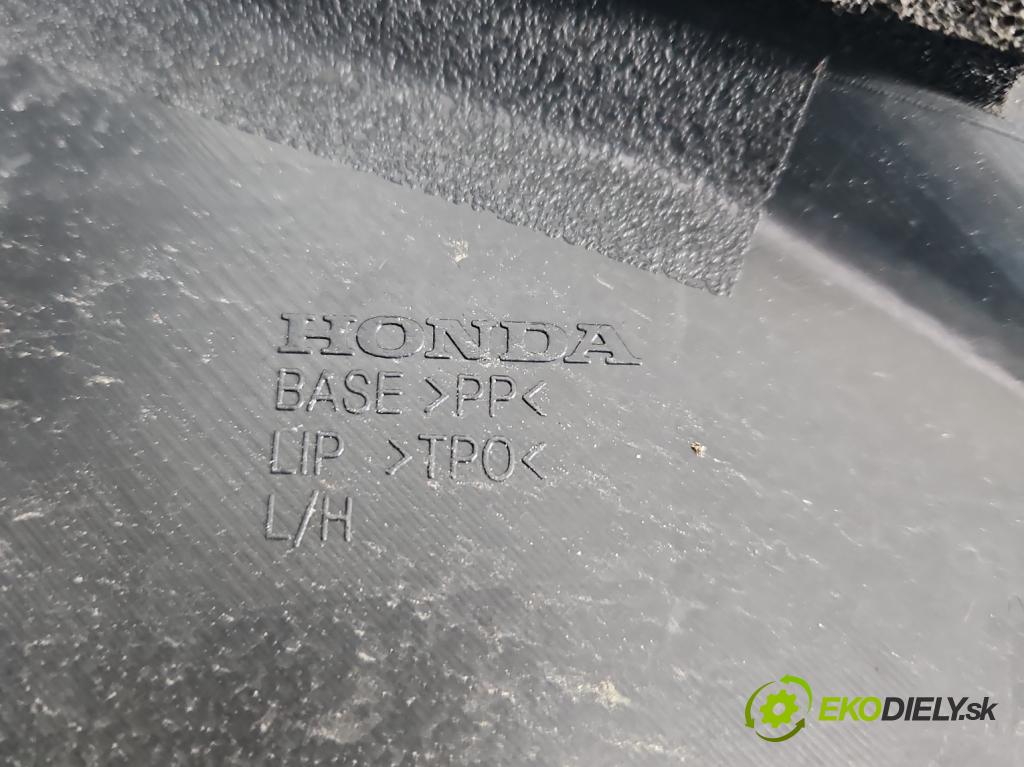 HONDA
BASE >PP<
LIP >TPO<
L/H
EKODIELY.sk